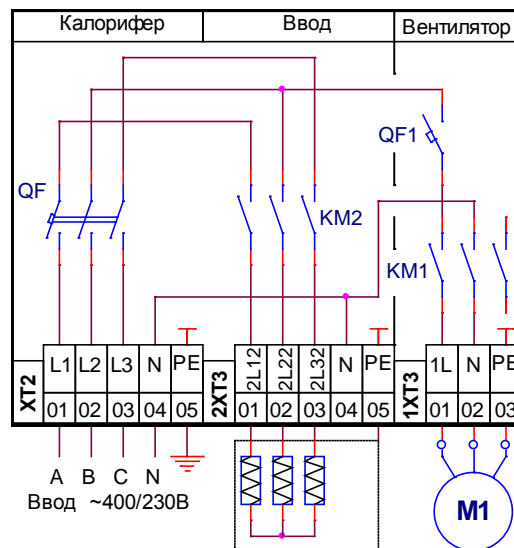 Калорифер Ввод Вентилятор
QF1
QF
KM2
KM1
XT2 L1 L2 L3 N PE 2XT3 2L12 2L22 2L32 N PE 1XT3 1L N PE
01 02 03 04 05 01 02 03 04 05 01 02 03
A B C N
Ввод ~400/230В
M1